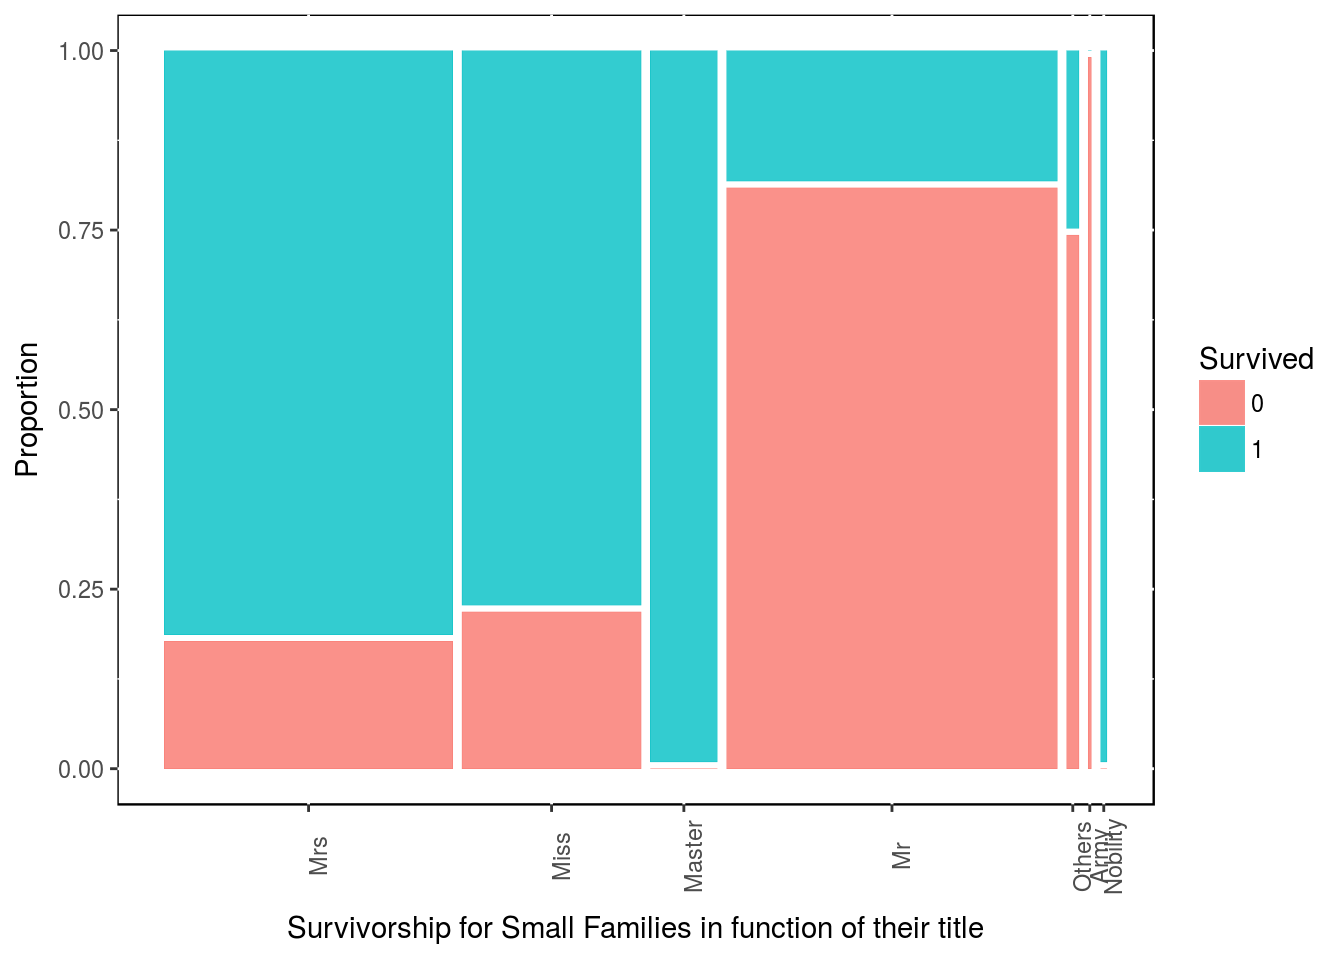 1.00
0.75
0.50
0.25
0.00
Proportion
Mrs
Miss
Master
Mr
Others
Army
Nobility
Survivorship for Small Families in function of their title
Survived
0
1